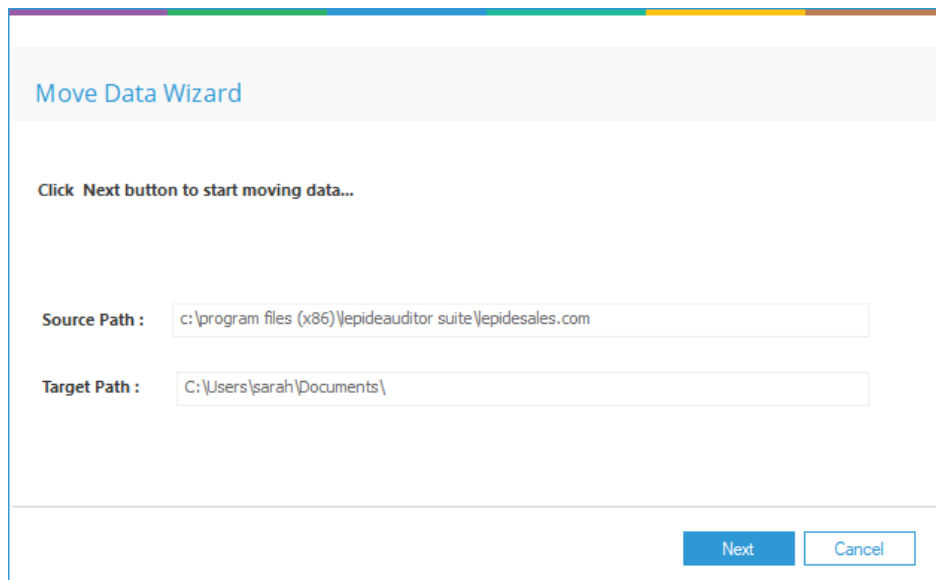 Move Data Wizard
Click Next button to start moving data...
Source Path : c:\program files (x86)\lepideauditor suite\lepidesales.com
Target Path : C:\Users\sarah\Documents\
Next Cancel